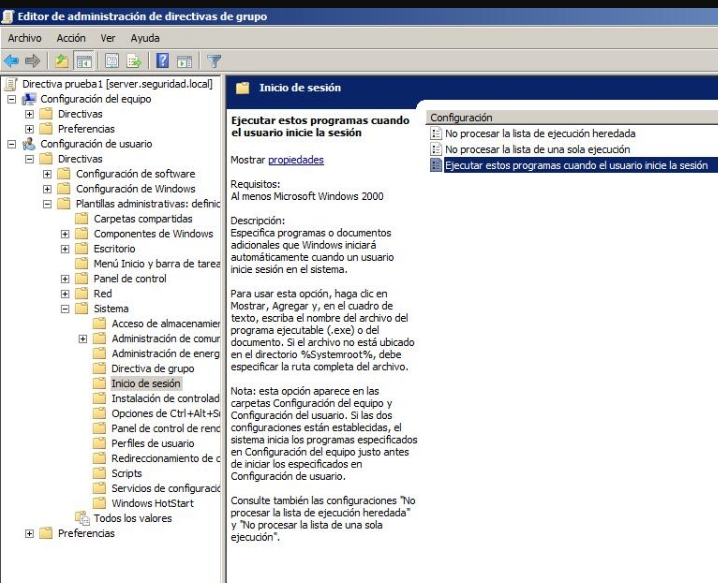 Editor de administración de directivas de grupo
Archivo Acción Ver Ayuda
Directiva prueba1 [server.seguridad.local]
Configuración del equipo
Directivas
Preferencias
Configuración de usuario
Directivas
Configuración de software
Configuración de Windows
Plantillas administrativas: definic
Carpetas compartidas
Componentes de Windows
Escritorio
Menú Inicio y barra de tarea
Panel de control
Red
Sistema
Acceso de almacenamier
Administración de comur
Administración de energ
Directiva de grupo
Inicio de sesión
Instalación de controlad
Opciones de Ctrl+Alt+Su
Panel de control de renc
Perfiles de usuario
Redireccionamiento de c
Scripts
Servicios de configuració
Windows HotStart
Todos los valores
Preferencias
Inicio de sesión
Ejecutar estos programas cuando
el usuario inicie la sesión
Mostrar propiedades
Requisitos:
Al menos Microsoft Windows 2000
Descripción:
Especifica programas o documentos
adicionales que Windows iniciará
automáticamente cuando un usuario
inicie sesión en el sistema.
Para usar esta opción, haga clic en
Mostrar, Agregar y, en el cuadro de
texto, escriba el nombre del archivo del
programa ejecutable (.exe) o del
documento. Si el archivo no está ubicado
en el directorio %Systemroot%, debe
especificar la ruta completa del archivo.
Nota: esta opción aparece en las
carpetas Configuración del equipo y
Configuración del usuario. Si las dos
configuraciones están establecidas, el
sistema inicia los programas especificados
en Configuración del equipo justo antes
de iniciar los especificados en
Configuración de usuario.
Consulte también las configuraciones "No
procesar la lista de ejecución heredada"
y "No procesar la lista de una sola
ejecución".
Configuración
No procesar la lista de ejecución heredada
No procesar la lista de una sola ejecución
Ejecutar estos programas cuando el usuario inicie la sesión